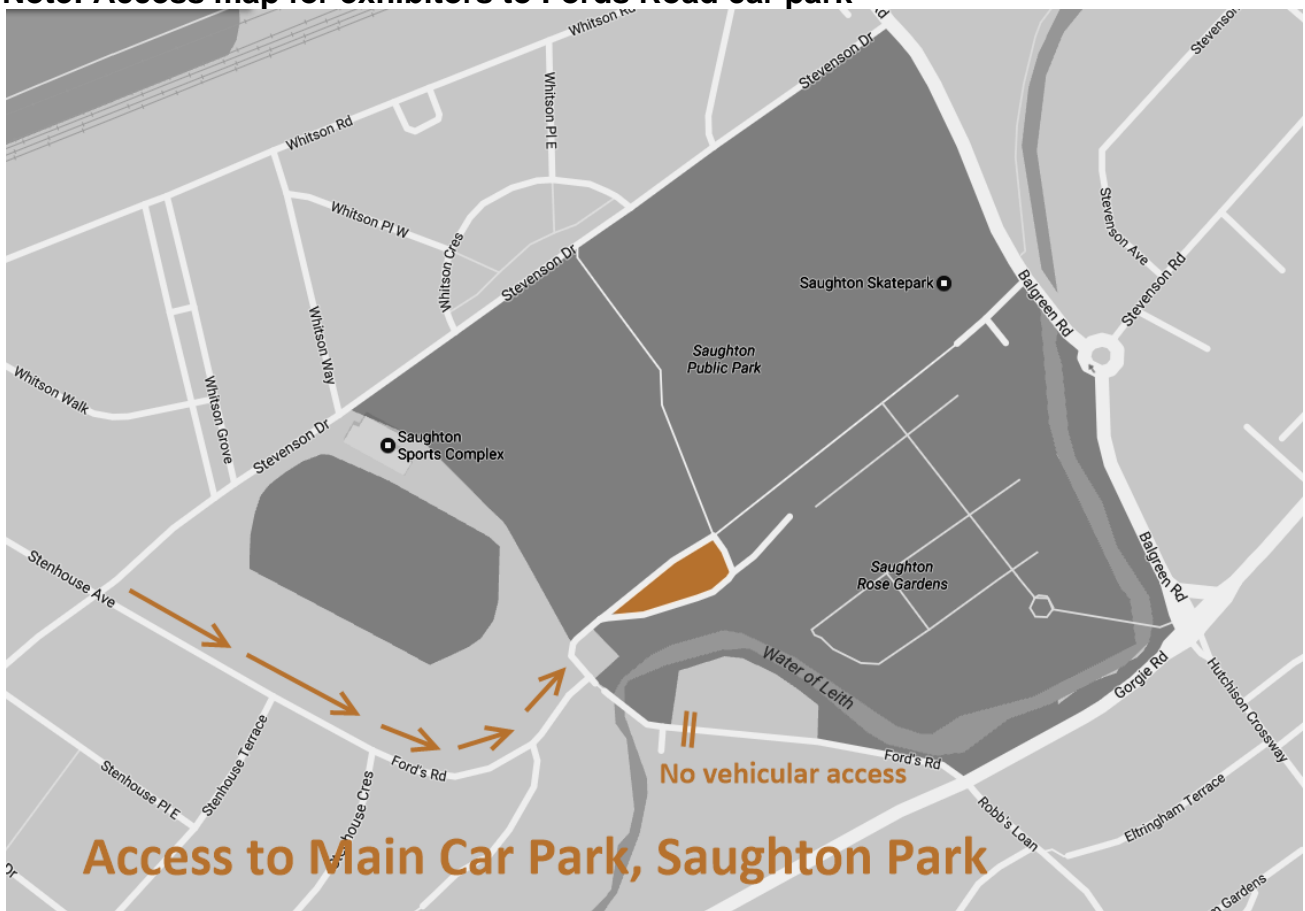 Note: Access map for exhibitors to Fords Road car park
Whitson Rd
Rd
Stevenson Dr
Whitson Pl E
Whitson Rd
Whitson Pl W
Whitson Cres
Stevenson Dr
Whitson Way
Whitson Walk
Whitson Grove
Stevenson Dr
Saughton
Sports Complex
Saughton
Public Park
Saughton Skatepark
Balgreen Rd
Stevenson Ave
Stevenson Rd
Saughton
Rose Gardens
Balgreen Rd
Stenhouse Ave
Water of Leith
Gorgie Rd
Hutchison Crossway
Ford's Rd
Ford's Rd
No vehicular access
Stenhouse Terrace
Stenhouse Pl E
Stenhouse Cres
Robb's Loan
Eltringham Terrace
Gardens
Dr
Access to Main Car Park, Saughton Park